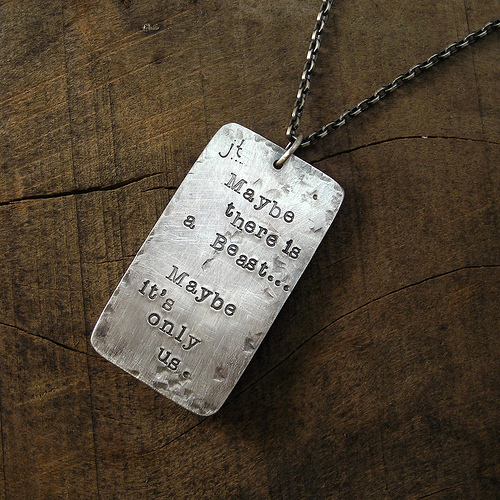 jt
Maybe
there is
a Beast...
Maybe
it's
only
us.